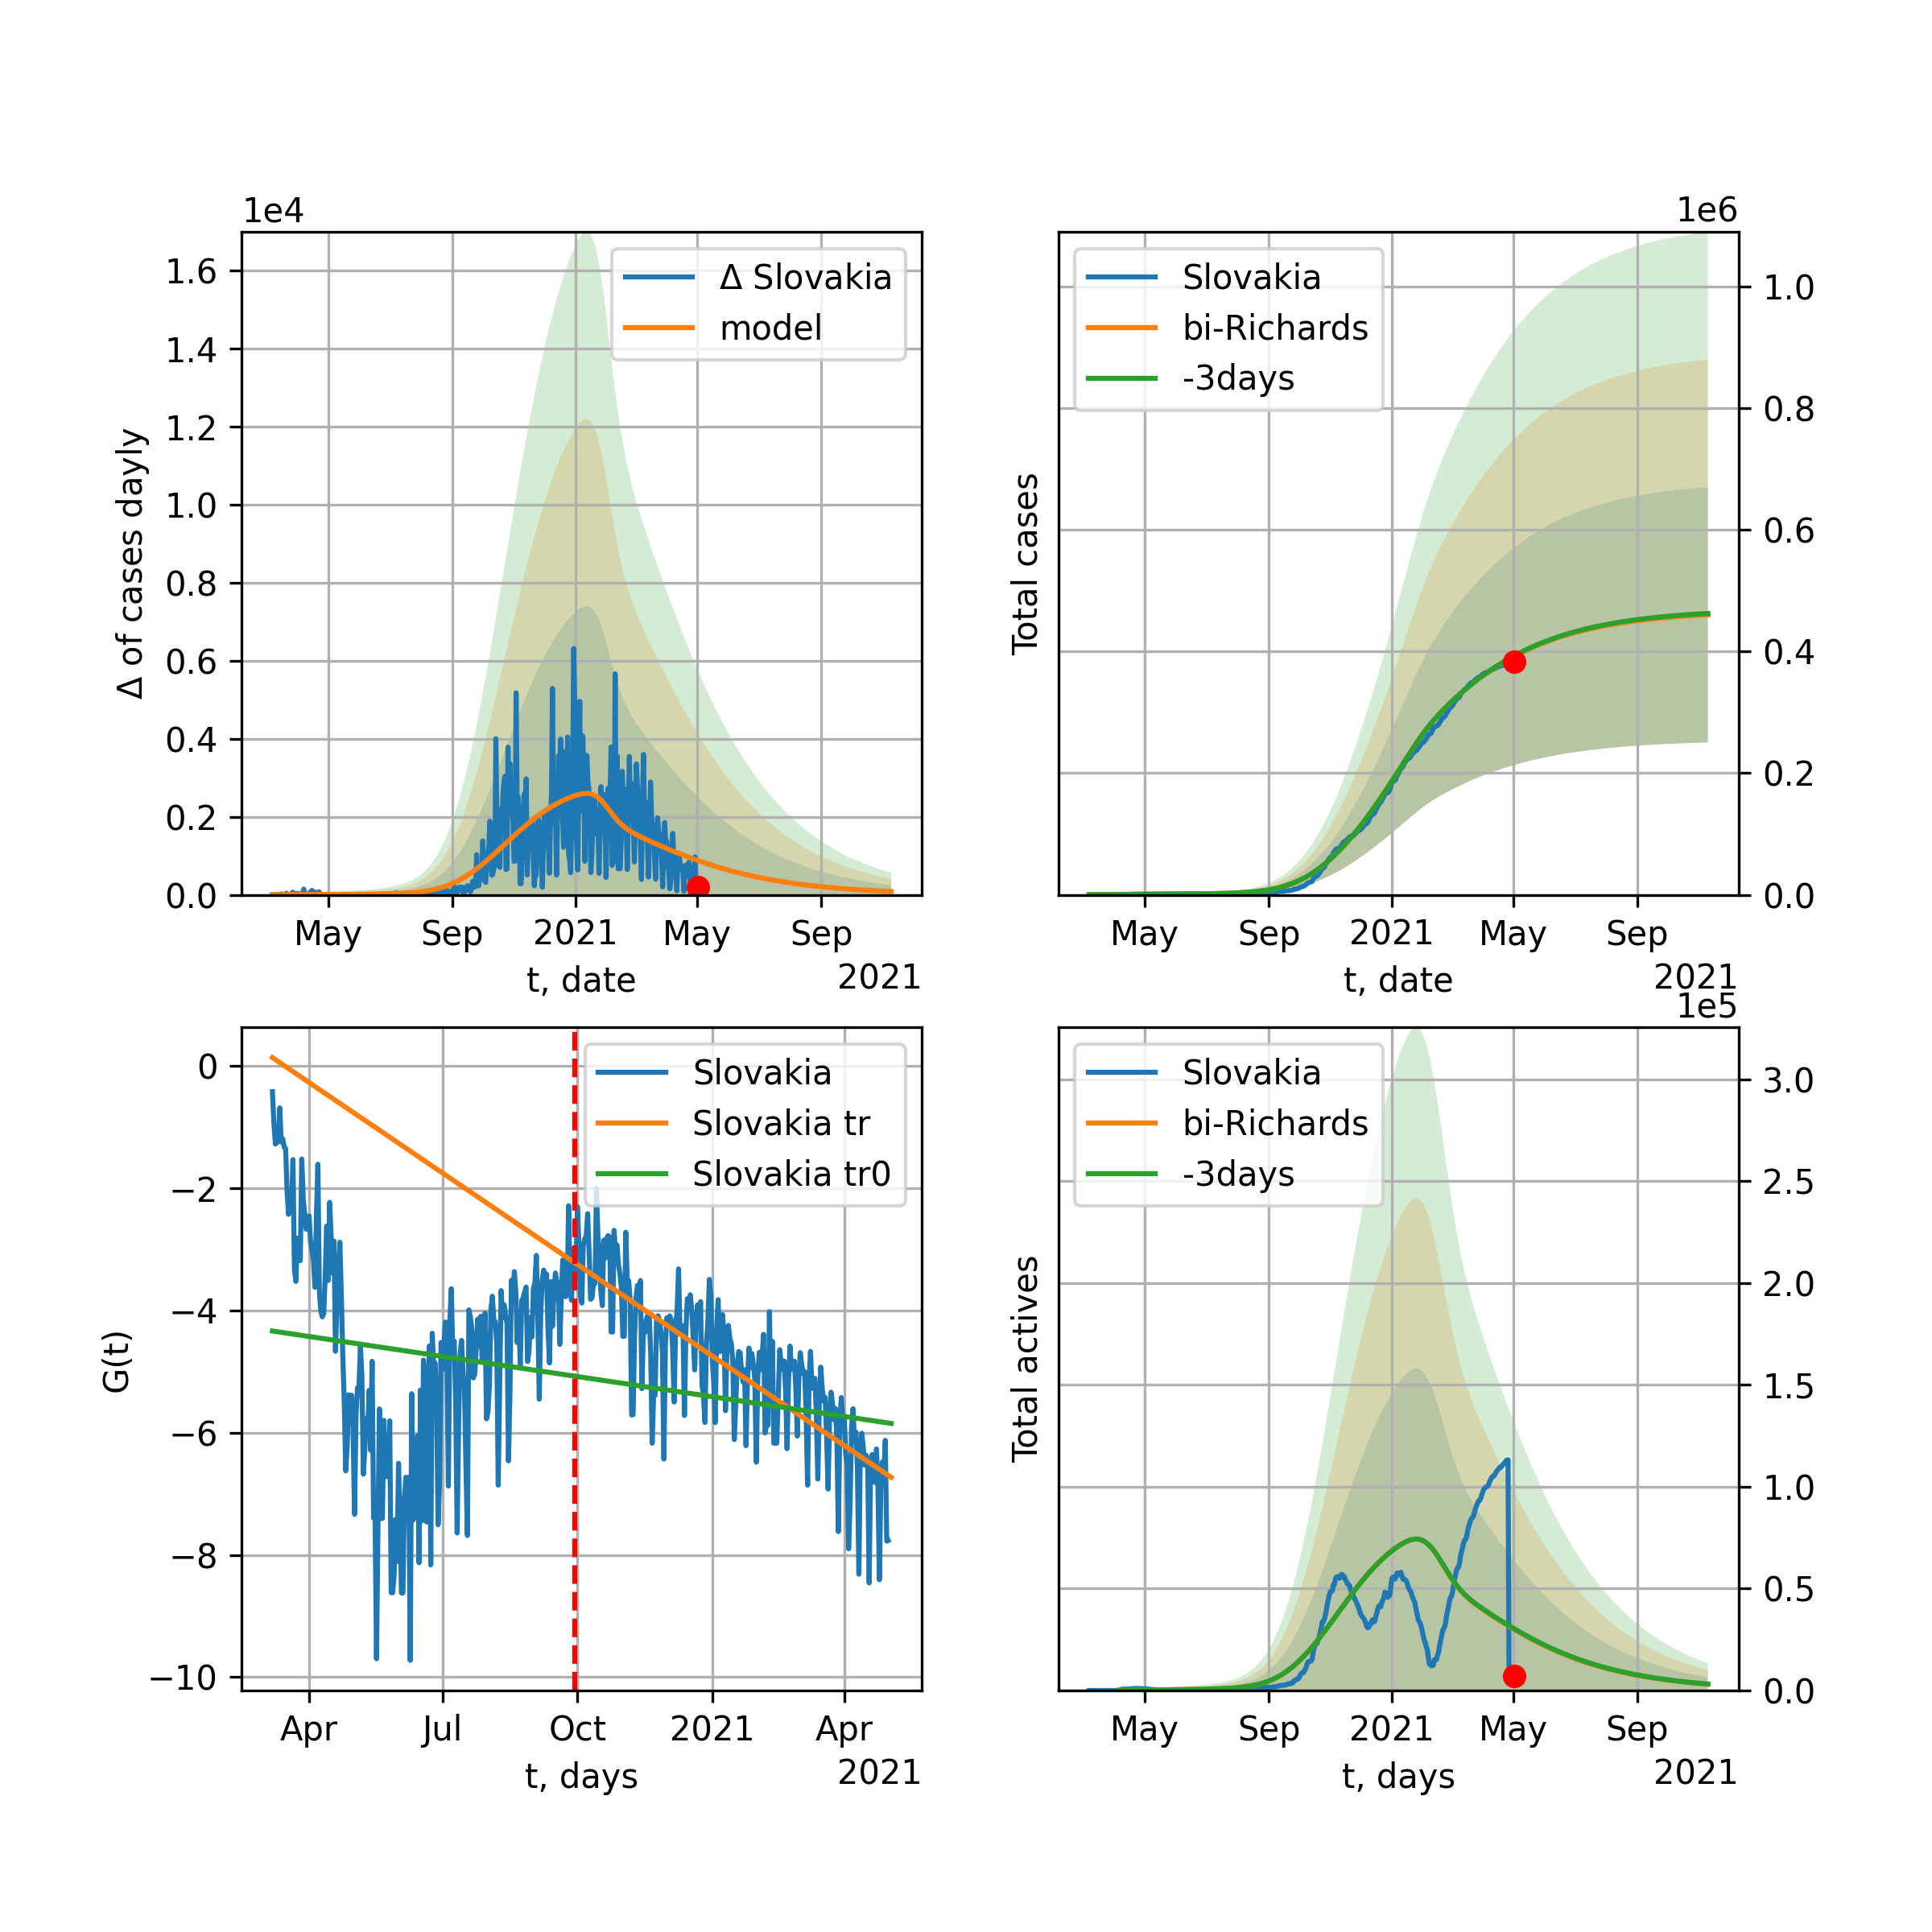 1e4
Δ of cases dayly
1.6
1.4
1.2
1.0
0.8
0.6
0.4
0.2
0.0
Δ Slovakia
model
May Sep 2021 May Sep
t, date
2021
1e6
Total cases
Slovakia
bi-Richards
-3days
1.0
0.8
0.6
0.4
0.2
0.0
May Sep 2021 May Sep
t, date
2021
G(t)
0
−2
−4
−6
−8
−10
Slovakia
Slovakia tr
Slovakia tr0
Apr Jul Oct 2021 Apr
t, days
2021
1e5
Total actives
Slovakia
bi-Richards
-3days
3.0
2.5
2.0
1.5
1.0
0.5
0.0
May Sep 2021 May Sep
t, days
2021